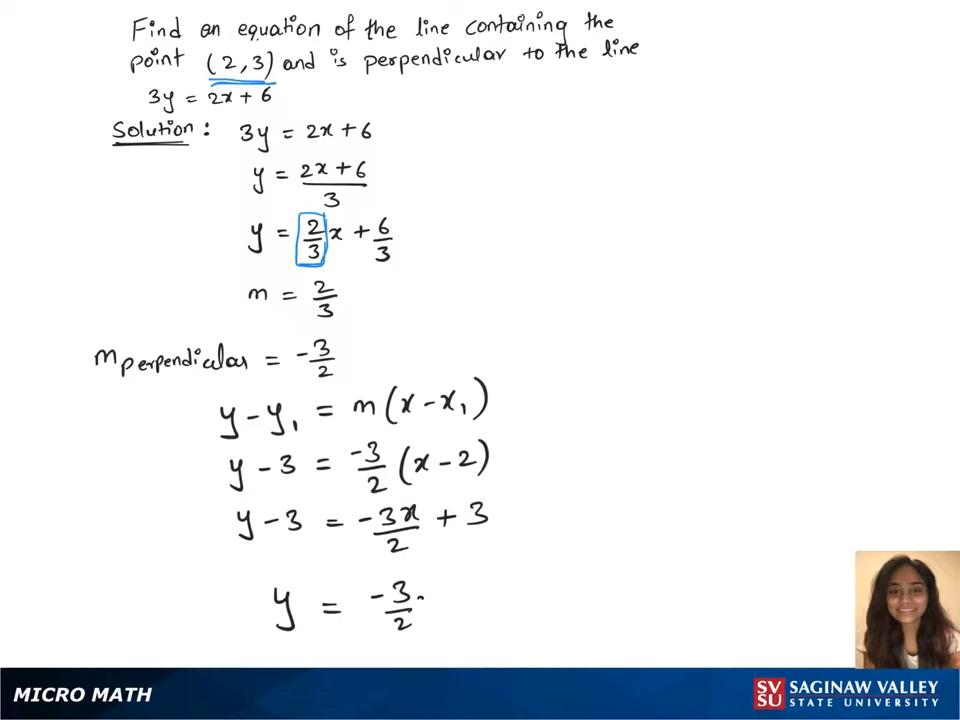 Find an equation of the line containing the
point (2,3) and is perpendicular to the line
3y = 2x + 6
Solution: 3y = 2x + 6
y = 2x + 6 / 3
y = 2/3 x + 6/3
m = 2/3
m perpendicular = -3/2
y - y₁ = m(x - x₁)
y - 3 = -3/2 (x - 2)
y - 3 = -3x/2 + 3
y = -3/2
MICRO MATH
SV SU SAGINAW VALLEY
STATE UNIVERSITY